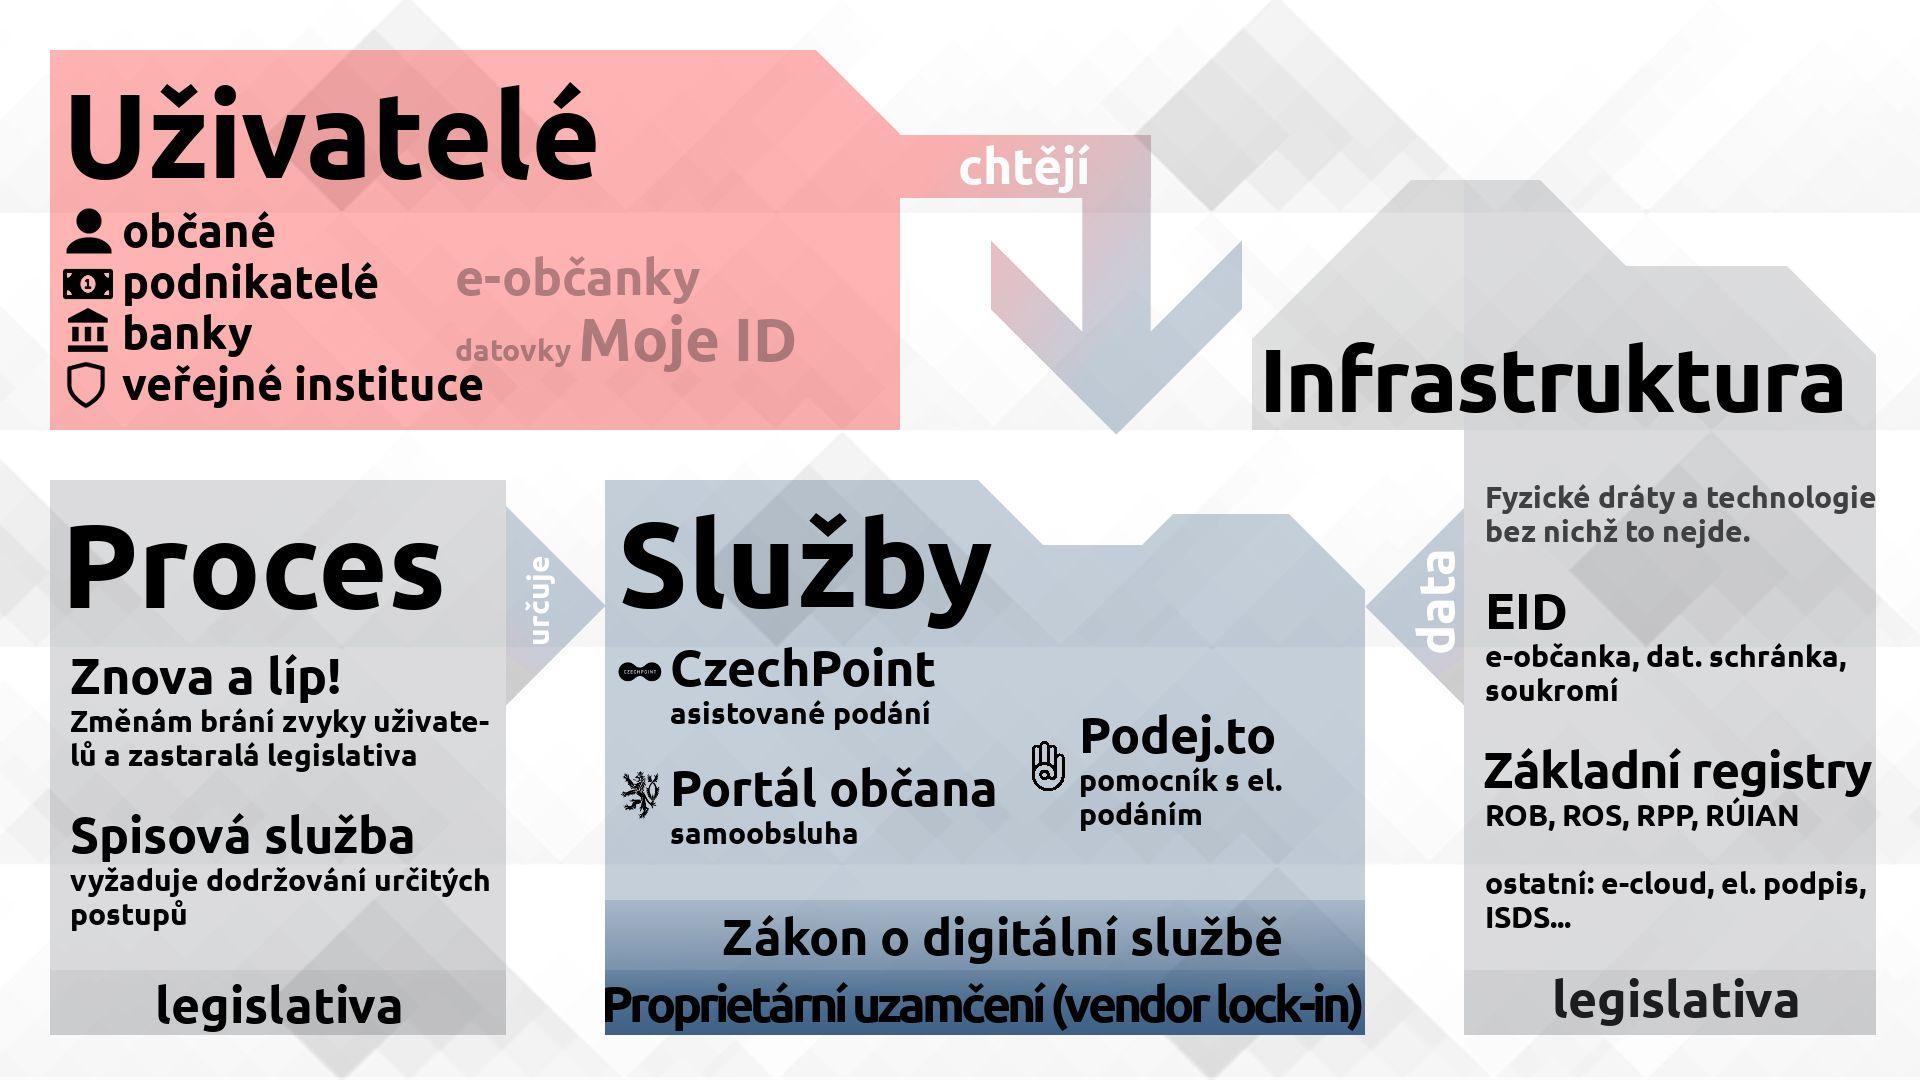 Uživatelé
občané
podnikatelé
banky
veřejné instituce
e-občanky
datovky Moje ID
chtějí
Infrastruktura
Fyzické dráty a technologie
bez nichž to nejde.
EID
e-občanka, dat. schránka,
soukromí
Základní registry
ROB, ROS, RPP, RÚIAN
ostatní: e-cloud, el. podpis,
ISDS...
legislativa
data
Proces
Znova a líp!
Změnám brání zvyky uživate-
lů a zastaralá legislativa
Spisová služba
vyžaduje dodržování určitých
postupů
legislativa
určuje
Služby
CZECHPOINT
CzechPoint
asistované podání
Portál občana
samoobsluha
Podej.to
pomocník s el.
podáním
Zákon o digitální službě
Proprietární uzamčení (vendor lock-in)